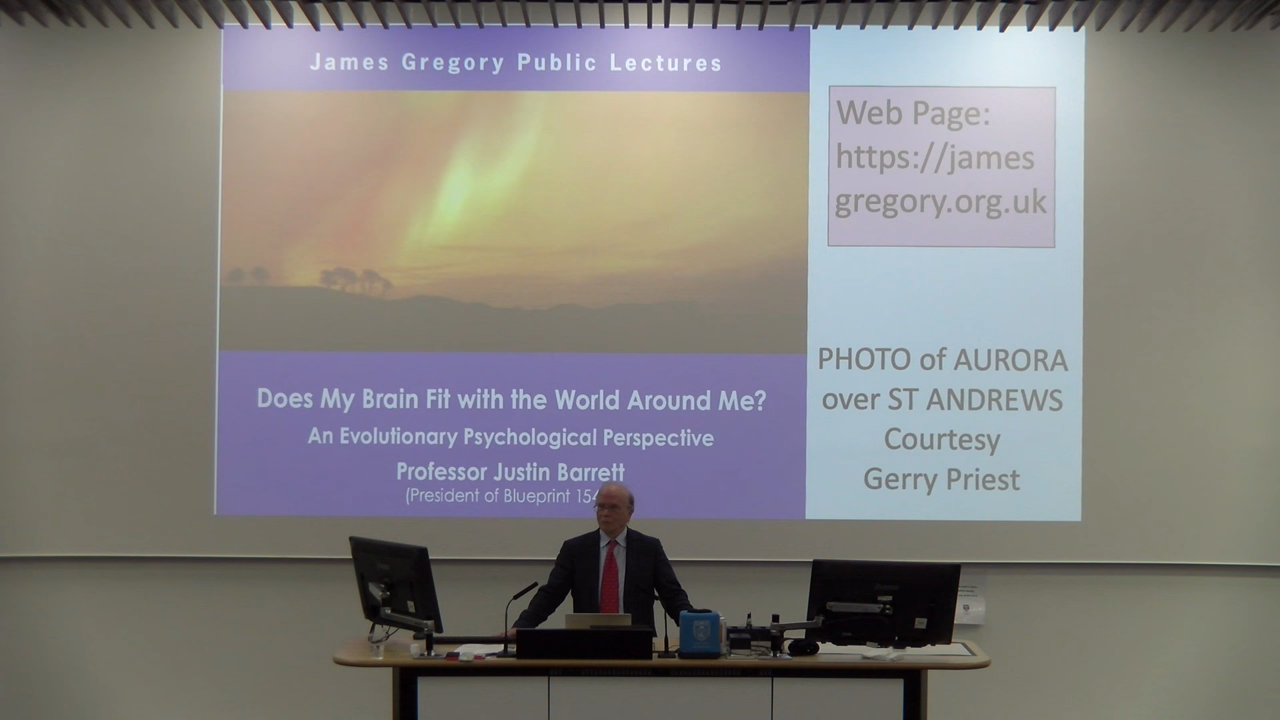 James Gregory Public Lectures
Web Page:
https://james
gregory.org.uk
PHOTO of AURORA
over ST ANDREWS
Courtesy
Gerry Priest
Does My Brain Fit with the World Around Me?
An Evolutionary Psychological Perspective
Professor Justin Barrett
(President of Blueprint 154